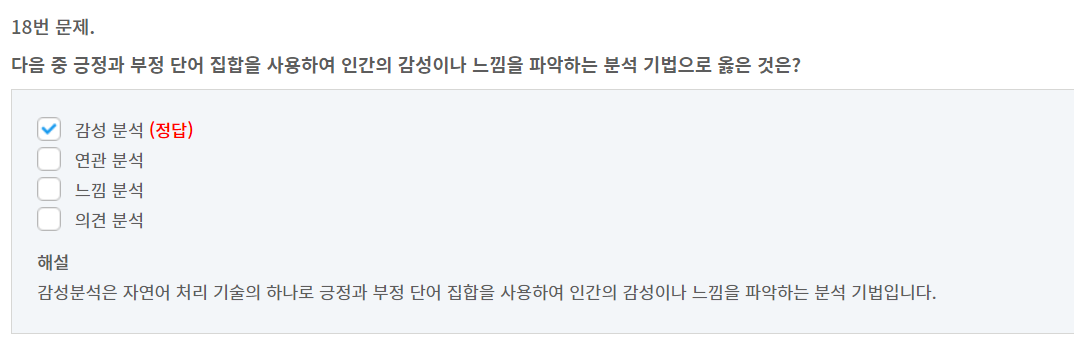 18번 문제.
다음 중 긍정과 부정 단어 집합을 사용하여 인간의 감성이나 느낌을 파악하는 분석 기법으로 옳은 것은?
감성 분석 (정답)
연관 분석
느낌 분석
의견 분석
해설
감성분석은 자연어 처리 기술의 하나로 긍정과 부정 단어 집합을 사용하여 인간의 감성이나 느낌을 파악하는 분석 기법입니다.